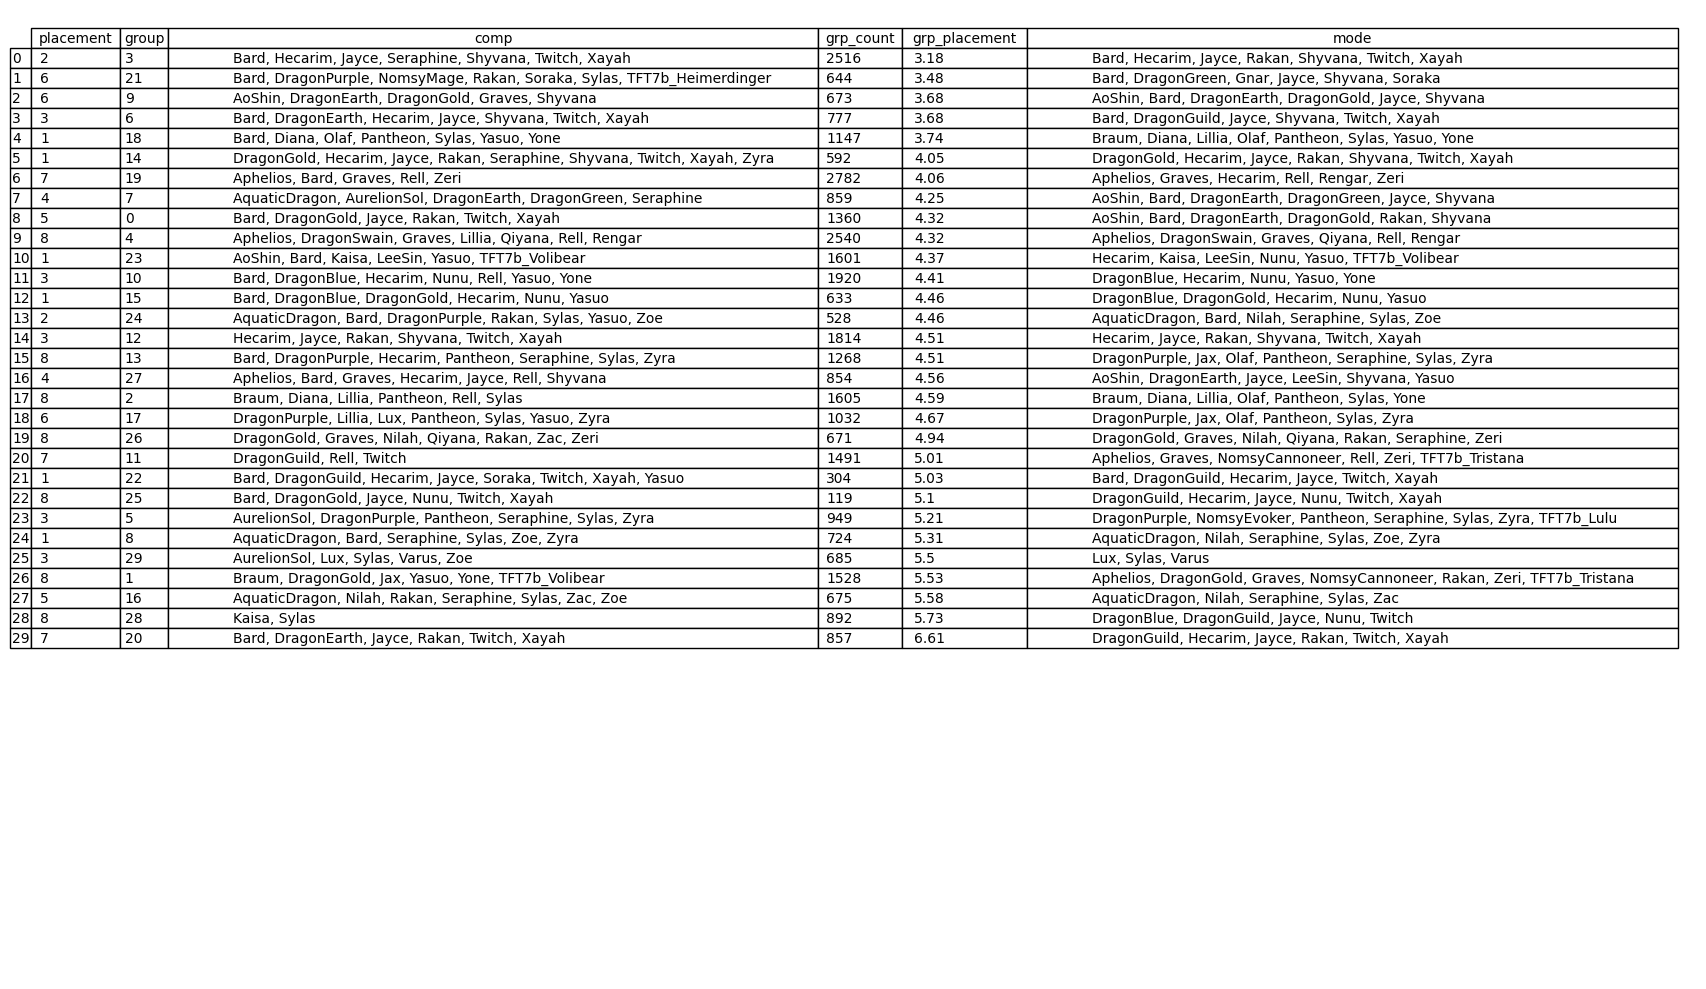 placement group comp grp_count grp_placement mode
0 2 3 Bard, Hecarim, Jayce, Seraphine, Shyvana, Twitch, Xayah 2516 3.18 Bard, Hecarim, Jayce, Rakan, Shyvana, Twitch, Xayah
1 6 21 Bard, DragonPurple, NomsyMage, Rakan, Soraka, Sylas, TFT7b_Heimerdinger 644 3.48 Bard, DragonGreen, Gnar, Jayce, Shyvana, Soraka
2 6 9 AoShin, DragonEarth, DragonGold, Graves, Shyvana 673 3.68 AoShin, Bard, DragonEarth, DragonGold, Jayce, Shyvana
3 3 6 Bard, DragonEarth, Hecarim, Jayce, Shyvana, Twitch, Xayah 777 3.68 Bard, DragonGuild, Jayce, Shyvana, Twitch, Xayah
4 1 18 Bard, Diana, Olaf, Pantheon, Sylas, Yasuo, Yone 1147 3.74 Braum, Diana, Lillia, Olaf, Pantheon, Sylas, Yasuo, Yone
5 1 14 DragonGold, Hecarim, Jayce, Rakan, Seraphine, Shyvana, Twitch, Xayah, Zyra 592 4.05 DragonGold, Hecarim, Jayce, Rakan, Shyvana, Twitch, Xayah
6 7 19 Aphelios, Bard, Graves, Rell, Zeri 2782 4.06 Aphelios, Graves, Hecarim, Rell, Rengar, Zeri
7 4 7 AquaticDragon, AurelionSol, DragonEarth, DragonGreen, Seraphine 859 4.25 AoShin, Bard, DragonEarth, DragonGreen, Jayce, Shyvana
8 5 0 Bard, DragonGold, Jayce, Rakan, Twitch, Xayah 1360 4.32 AoShin, Bard, DragonEarth, DragonGold, Rakan, Shyvana
9 8 4 Aphelios, DragonSwain, Graves, Lillia, Qiyana, Rell, Rengar 2540 4.32 Aphelios, DragonSwain, Graves, Qiyana, Rell, Rengar
10 1 23 AoShin, Bard, Kaisa, LeeSin, Yasuo, TFT7b_Volibear 1601 4.37 Hecarim, Kaisa, LeeSin, Nunu, Yasuo, TFT7b_Volibear
11 3 10 Bard, DragonBlue, Hecarim, Nunu, Rell, Yasuo, Yone 1920 4.41 DragonBlue, Hecarim, Nunu, Yasuo, Yone
12 1 15 Bard, DragonBlue, DragonGold, Hecarim, Nunu, Yasuo 633 4.46 DragonBlue, DragonGold, Hecarim, Nunu, Yasuo
13 2 24 AquaticDragon, Bard, DragonPurple, Rakan, Sylas, Yasuo, Zoe 528 4.46 AquaticDragon, Bard, Nilah, Seraphine, Sylas, Zoe
14 3 12 Hecarim, Jayce, Rakan, Shyvana, Twitch, Xayah 1814 4.51 Hecarim, Jayce, Rakan, Shyvana, Twitch, Xayah
15 8 13 Bard, DragonPurple, Hecarim, Pantheon, Seraphine, Sylas, Zyra 1268 4.51 DragonPurple, Jax, Olaf, Pantheon, Seraphine, Sylas, Zyra
16 4 27 Aphelios, Bard, Graves, Hecarim, Jayce, Rell, Shyvana 854 4.56 AoShin, DragonEarth, Jayce, LeeSin, Shyvana, Yasuo
17 8 2 Braum, Diana, Lillia, Pantheon, Rell, Sylas 1605 4.59 Braum, Diana, Lillia, Olaf, Pantheon, Sylas, Yone
18 6 17 DragonPurple, Lillia, Lux, Pantheon, Sylas, Yasuo, Zyra 1032 4.67 DragonPurple, Jax, Olaf, Pantheon, Sylas, Zyra
19 8 26 DragonGold, Graves, Nilah, Qiyana, Rakan, Zac, Zeri 671 4.94 DragonGold, Graves, Nilah, Qiyana, Rakan, Seraphine, Zeri
20 7 11 DragonGuild, Rell, Twitch 1491 5.01 Aphelios, Graves, NomsyCannoneer, Rell, Zeri, TFT7b_Tristana
21 1 22 Bard, DragonGuild, Hecarim, Jayce, Soraka, Twitch, Xayah, Yasuo 304 5.03 Bard, DragonGuild, Hecarim, Jayce, Twitch, Xayah
22 8 25 Bard, DragonGold, Jayce, Nunu, Twitch, Xayah 119 5.1 DragonGuild, Hecarim, Jayce, Nunu, Twitch, Xayah
23 3 5 AurelionSol, DragonPurple, Pantheon, Seraphine, Sylas, Zyra 949 5.21 DragonPurple, NomsyEvoker, Pantheon, Seraphine, Sylas, Zyra, TFT7b_Lulu
24 1 8 AquaticDragon, Bard, Seraphine, Sylas, Zoe, Zyra 724 5.31 AquaticDragon, Nilah, Seraphine, Sylas, Zoe, Zyra
25 3 29 AurelionSol, Lux, Sylas, Varus, Zoe 685 5.5 Lux, Sylas, Varus
26 8 1 Braum, DragonGold, Jax, Yasuo, Yone, TFT7b_Volibear 1528 5.53 Aphelios, DragonGold, Graves, NomsyCannoneer, Rakan, Zeri, TFT7b_Tristana
27 5 16 AquaticDragon, Nilah, Rakan, Seraphine, Sylas, Zac, Zoe 675 5.58 AquaticDragon, Nilah, Seraphine, Sylas, Zac
28 8 28 Kaisa, Sylas 892 5.73 DragonBlue, DragonGuild, Jayce, Nunu, Twitch
29 7 20 Bard, DragonEarth, Jayce, Rakan, Twitch, Xayah 857 6.61 DragonGuild, Hecarim, Jayce, Rakan, Twitch, Xayah